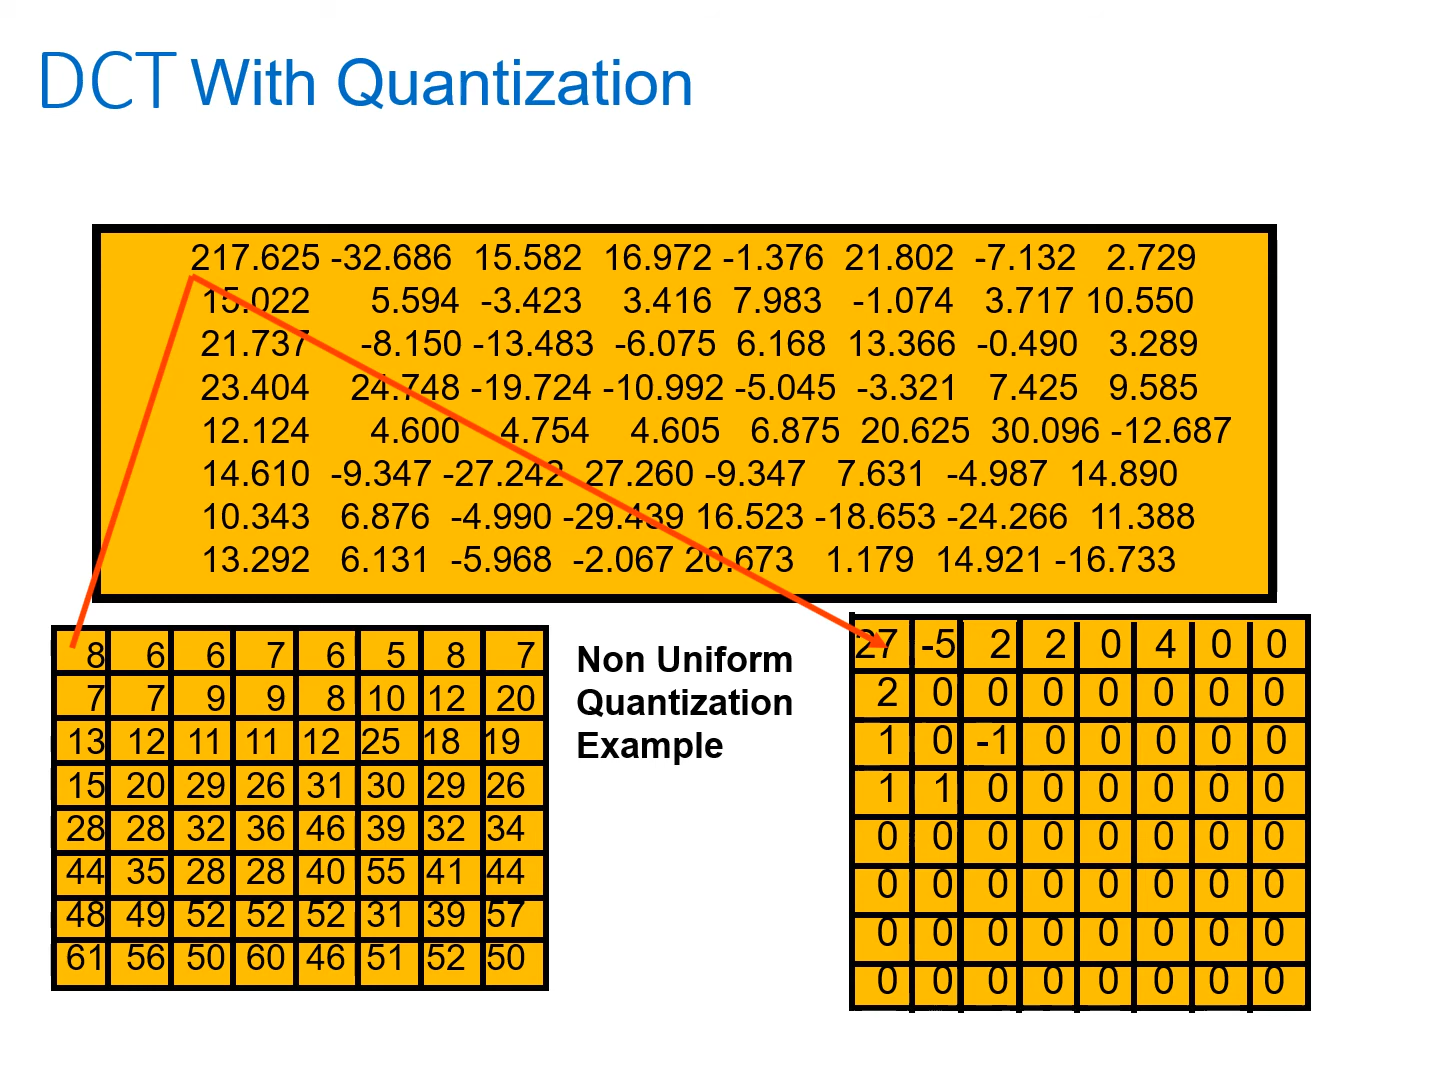 DCT With Quantization
217.625 -32.686 15.582 16.972 -1.376 21.802 -7.132 2.729
15.022 5.594 -3.423 3.416 7.983 -1.074 3.717 10.550
21.737 -8.150 -13.483 -6.075 6.168 13.366 -0.490 3.289
23.404 24.748 -19.724 -10.992 -5.045 -3.321 7.425 9.585
12.124 4.600 4.754 4.605 6.875 20.625 30.096 -12.687
14.610 -9.347 -27.242 27.260 -9.347 7.631 -4.987 14.890
10.343 6.876 -4.990 -29.439 16.523 -18.653 -24.266 11.388
13.292 6.131 -5.968 -2.067 20.673 1.179 14.921 -16.733
8 6 6 7 6 5 8 7
7 7 9 9 8 10 12 20
13 12 11 11 12 25 18 19
15 20 29 26 31 30 29 26
28 28 32 36 46 39 32 34
44 35 28 28 40 55 41 44
48 49 52 52 52 31 39 57
61 56 50 60 46 51 52 50
Non Uniform
Quantization
Example
27 -5 2 2 0 4 0 0
2 0 0 0 0 0 0 0
1 0 -1 0 0 0 0 0
1 1 0 0 0 0 0 0
0 0 0 0 0 0 0 0
0 0 0 0 0 0 0 0
0 0 0 0 0 0 0 0
0 0 0 0 0 0 0 0